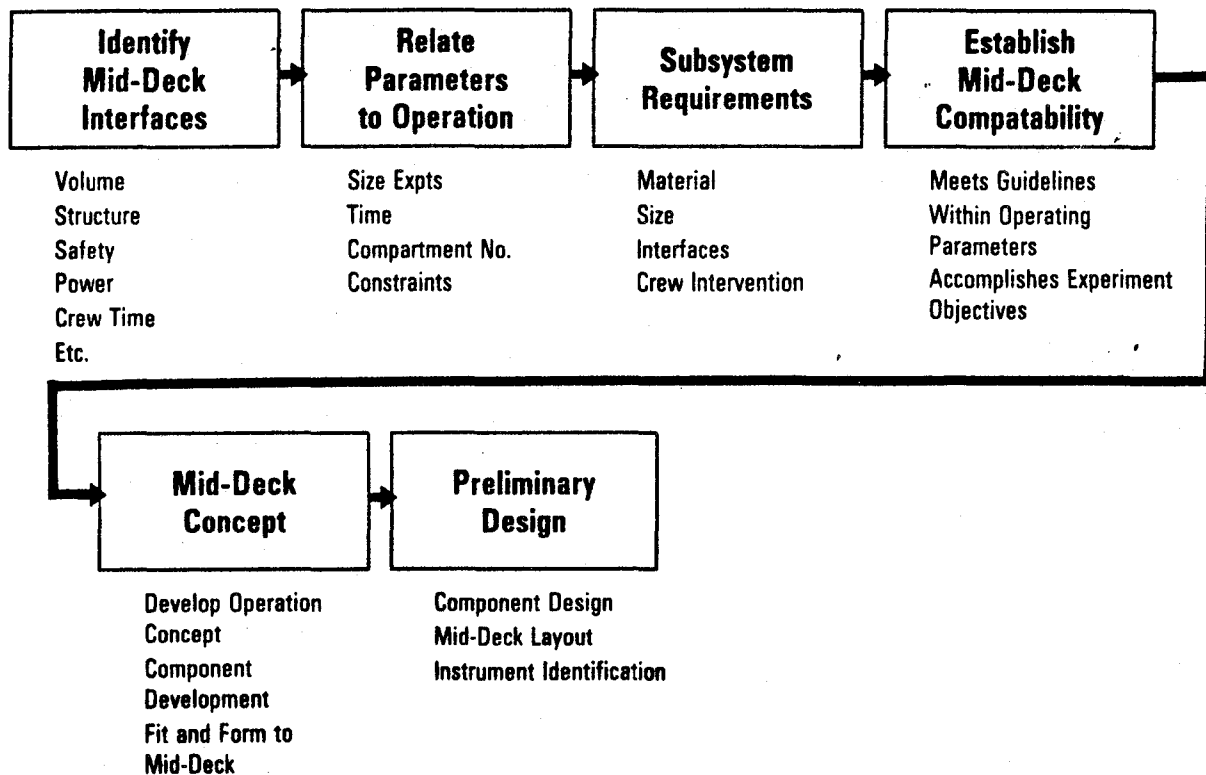 Identify
Mid-Deck
Interfaces
Volume
Structure
Safety
Power
Crew Time
Etc.
Relate
Parameters
to Operation
Size Expts
Time
Compartment No.
Constraints
Subsystem
Requirements
Material
Size
Interfaces
Crew Intervention
Establish
Mid-Deck
Compatability
Meets Guidelines
Within Operating
Parameters
Accomplishes Experiment
Objectives
Mid-Deck
Concept
Develop Operation
Concept
Component
Development
Fit and Form to
Mid-Deck
Preliminary
Design
Component Design
Mid-Deck Layout
Instrument Identification